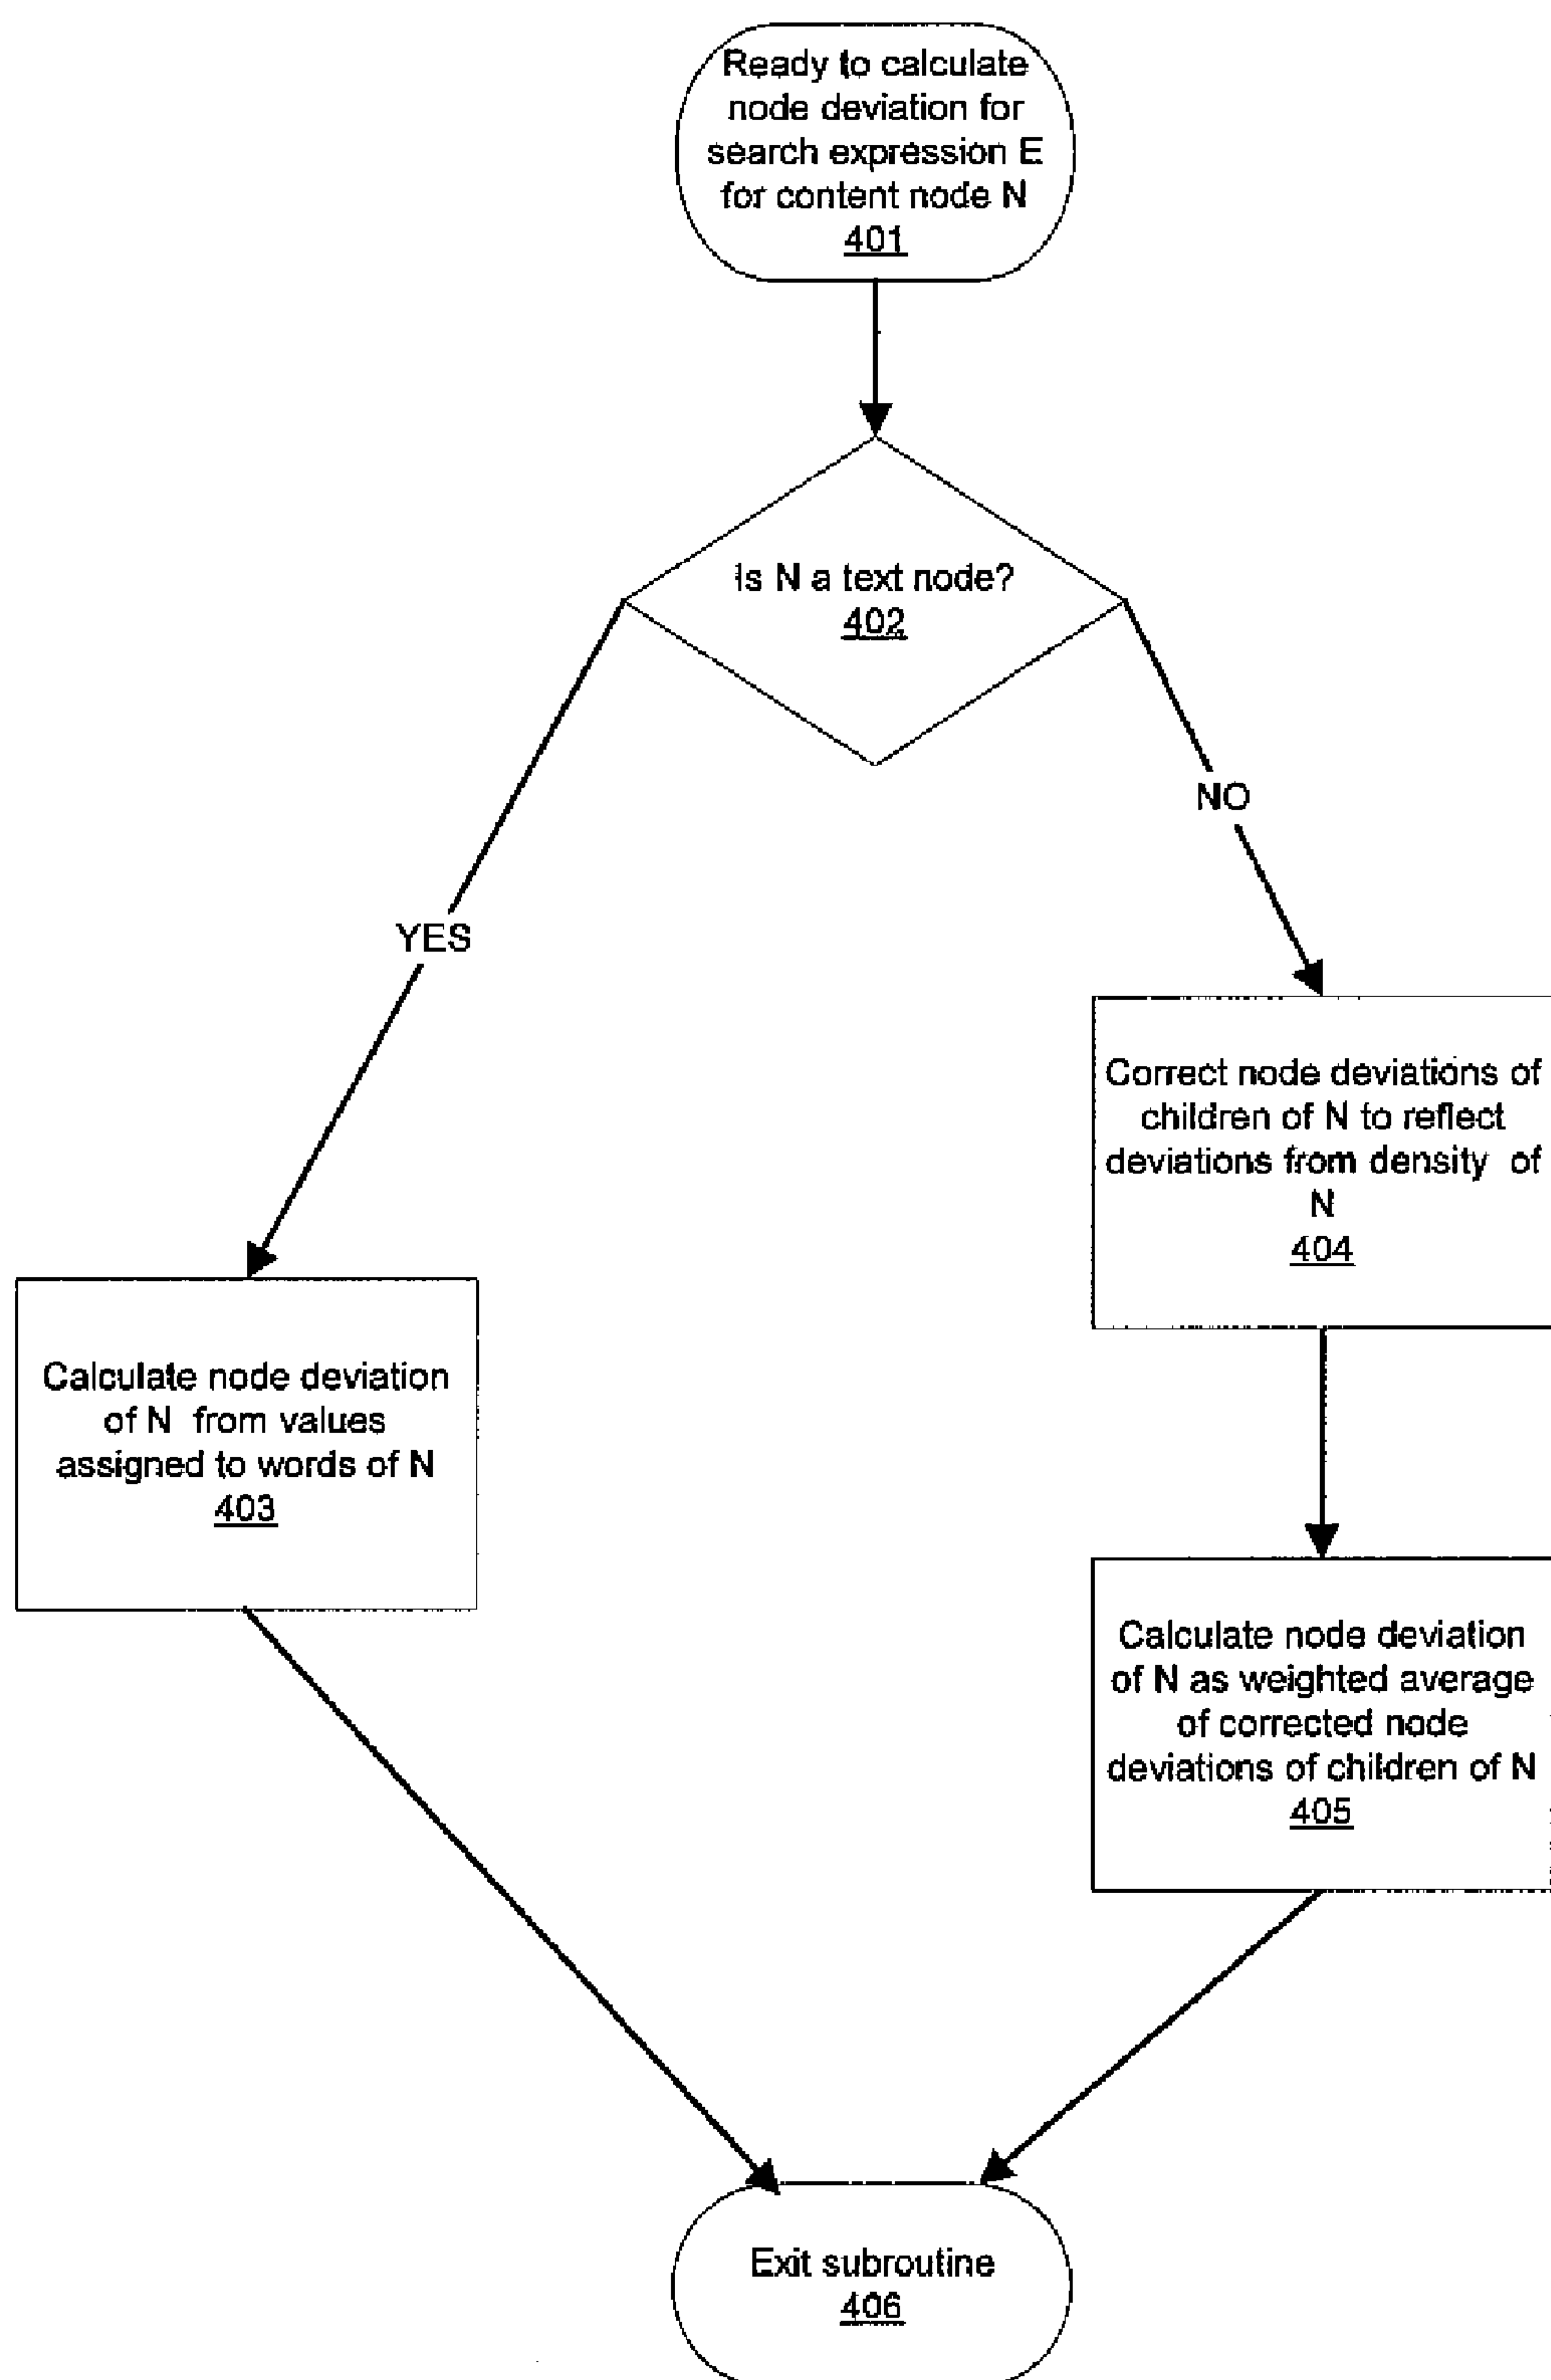 Ready to calculate
node deviation for
search expression E
for content node N
401
Is N a text node?
402
YES
NO
Correct node deviations of
children of N to reflect
deviations from density of
N
404
Calculate node deviation
of N from values
assigned to words of N
403
Calculate node deviation
of N as weighted average
of corrected node
deviations of children of N
405
Exit subroutine
406